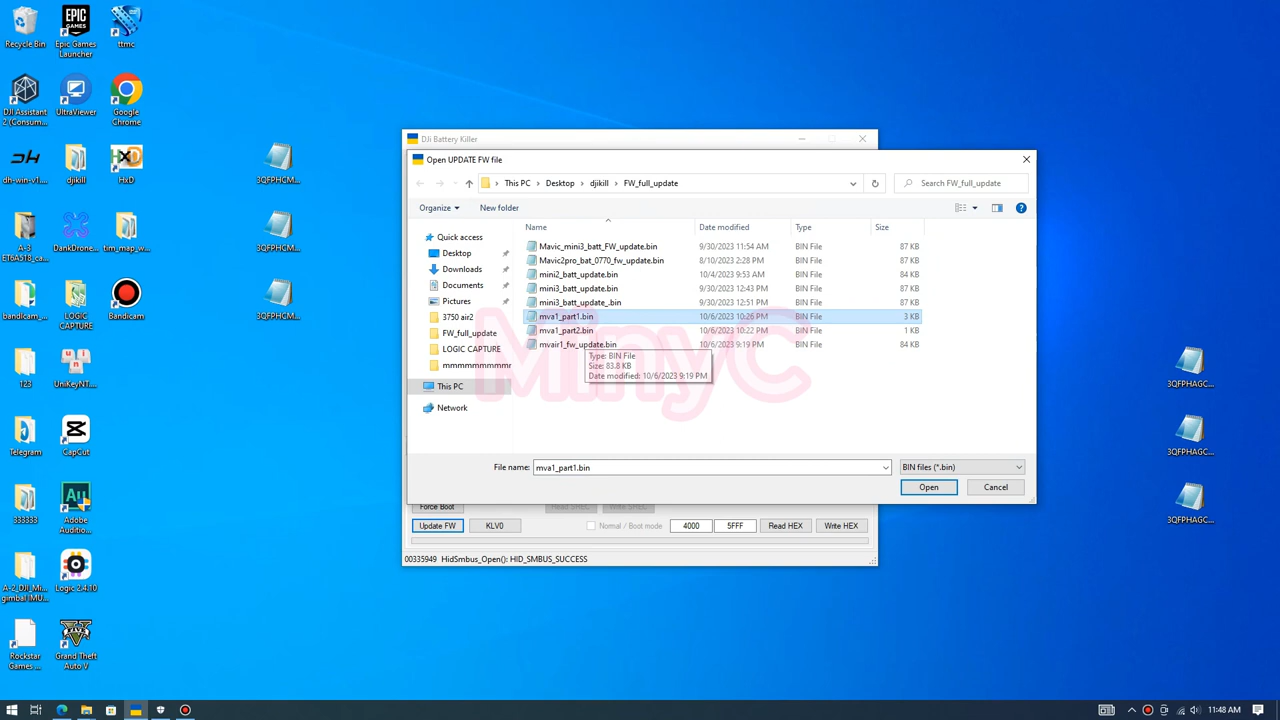 Recycle Bin
Epic Games
Launcher
ttmc
DJI Assistant
2 (Consum...
UltraViewer
Google
Chrome
dh-win-v1....
djikill
HxD
A-3
ET6A518_ca...
DankDrone...
tim_map_w...
bandicam_...
LOGIC
CAPTURE
Bandicam
123
UniKeyNT...
Telegram
CapCut
333333
Adobe
Auditio...
Logic 2.4.10
Rockstar
Games ...
Grand Theft
Auto V
3QFPHCM...
3QFPHCM...
3QFPHCM...
3QFPHAGC...
3QFPHAGC...
3QFPHAGC...
DJi Battery Killer
Open UPDATE FW file
This PC > Desktop > djikill > FW_full_update
Search FW_full_update
Organize
New folder
Quick access
Desktop
Downloads
Documents
Pictures
3750 air2
FW_full_update
LOGIC CAPTURE
This PC
Network
Name Date modified Type Size
Mavic_mini3_batt_FW_update.bin 9/30/2023 11:54 AM BIN File 87 KB
Mavic2pro_bat_0770_fw_update.bin 8/10/2023 2:28 PM BIN File 87 KB
mini2_batt_update.bin 10/4/2023 9:53 AM BIN File 84 KB
mini3_batt_update.bin 9/30/2023 12:43 PM BIN File 87 KB
mini3_batt_update_.bin 9/30/2023 12:51 PM BIN File 87 KB
mva1_part1.bin 10/6/2023 10:26 PM BIN File 3 KB
mva1_part2.bin 10/6/2023 10:22 PM BIN File 1 KB
mvair1_fw_update.bin 10/6/2023 9:19 PM BIN File 84 KB
Type: BIN File
Size: 83.8 KB
Date modified: 10/6/2023 9:19 PM
MinyC
File name: mva1_part1.bin
BIN files (*.bin)
Open
Cancel
Force Boot
Read SREC
Write SREC
Update FW
KLV0
Normal / Boot mode
4000
5FFF
Read HEX
Write HEX
00335949 HidSmbus_Open(): HID_SMBUS_SUCCESS
11:48 AM